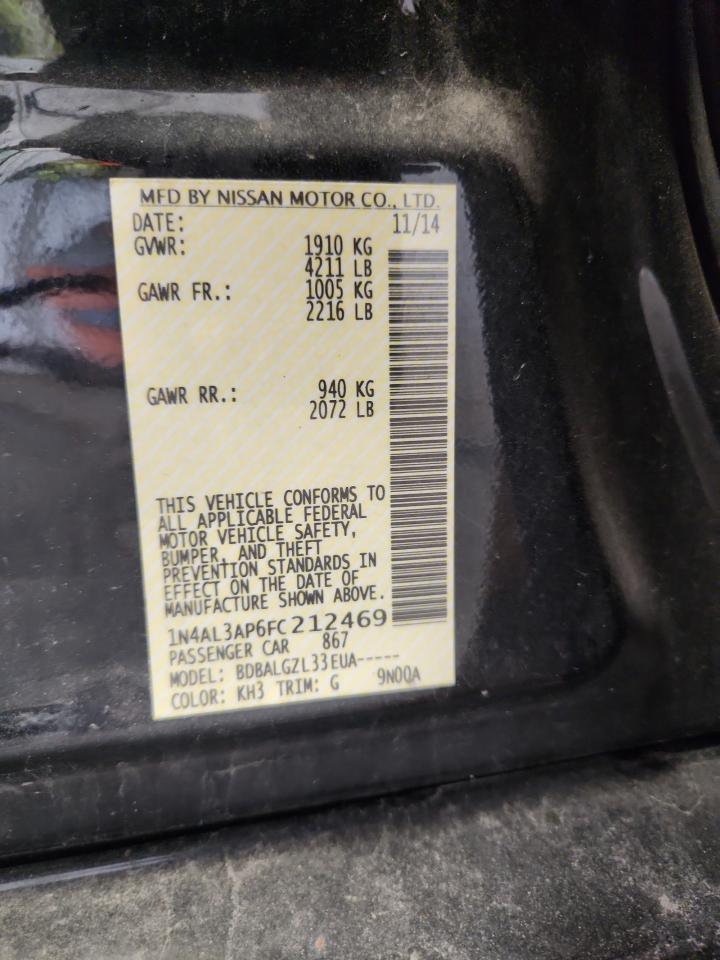 MFD BY NISSAN MOTOR CO., LTD.
DATE: 11/14
GVWR: 1910 KG
4211 LB
GAWR FR.: 1005 KG
2216 LB
GAWR RR.: 940 KG
2072 LB
THIS VEHICLE CONFORMS TO
ALL APPLICABLE FEDERAL
MOTOR VEHICLE SAFETY,
BUMPER, AND THEFT
PREVENTION STANDARDS IN
EFFECT ON THE DATE OF
MANUFACTURE SHOWN ABOVE.
1N4AL3AP6FC212469
PASSENGER CAR 867
MODEL: BDBALGZL33EUA-----
COLOR: KH3 TRIM: G 9N00A